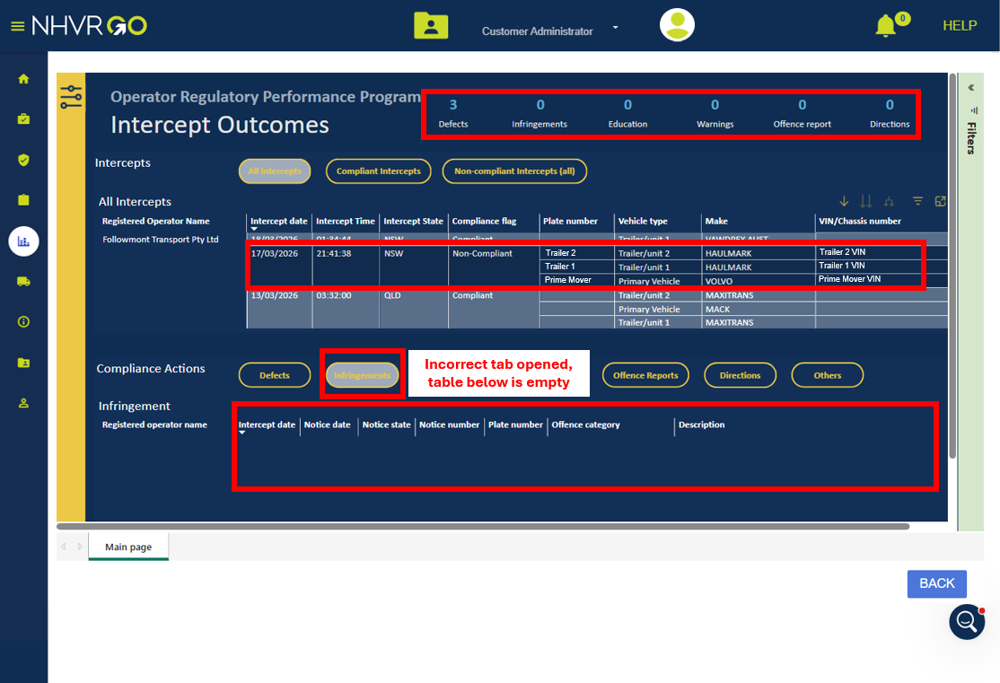 NHVR GO
Customer Administrator
0
HELP
Operator Regulatory Performance Program
Intercept Outcomes
3 0 0 0 0 0
Defects Infringements Education Warnings Offence report Directions
Filters
Intercepts
All Intercepts Compliant Intercepts Non-compliant Intercepts (all)
All Intercepts
Registered Operator Name Intercept date Intercept Time Intercept State Compliance flag Plate number Vehicle type Make VIN/Chassis number
Followmont Transport Pty Ltd 18/03/2026 01:34:44 NSW Compliant Trailer/unit 1 VAWDREY AUST
17/03/2026 21:41:38 NSW Non-Compliant Trailer 2 Trailer/unit 2 HAULMARK Trailer 2 VIN
Trailer 1 Trailer/unit 1 HAULMARK Trailer 1 VIN
Prime Mover Primary Vehicle VOLVO Prime Mover VIN
13/03/2026 03:32:00 QLD Compliant Trailer/unit 2 MAXITRANS
Primary Vehicle MACK
Trailer/unit 1 MAXITRANS
Compliance Actions
Defects Infringements Offence Reports Directions Others
Incorrect tab opened,
table below is empty
Infringement
Registered operator name Intercept date Notice date Notice state Notice number Plate number Offence category Description
Main page
BACK